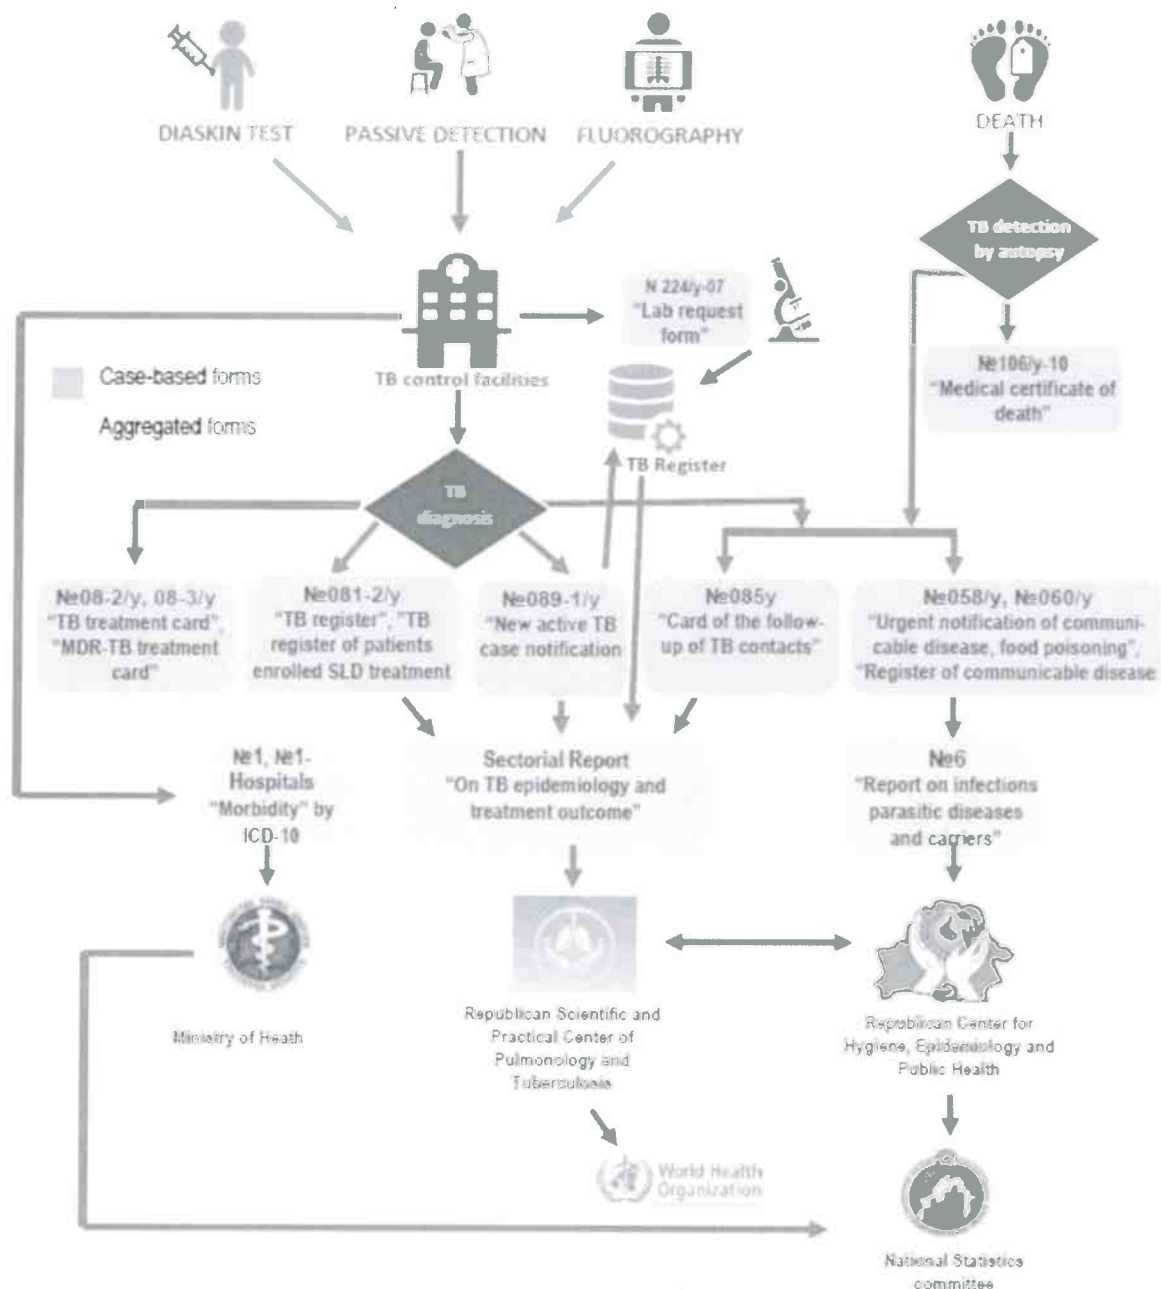 DIASKIN TEST
PASSIVE DETECTION
FLUOROGRAPHY
DEATH
TB detection
by autopsy
N 224/y-07
"Lab request
form"
№106/y-10
"Medical certificate of
death"
TB control facilities
Case-based forms
Aggregated forms
TB Register
TB
diagnosis
№08-2/y, 08-3/y
"TB treatment card",
"MDR-TB treatment
card"
№081-2/y
"TB register", "TB
register of patients
enrolled SLD treatment
№089-1/y
"New active TB
case notification
№085y
"Card of the follow-
up of TB contacts"
№058/y, №060/y
"Urgent notification of communi-
cable disease, food poisoning",
"Register of communicable disease
№1, №1-
Hospitals
"Morbidity" by
ICD-10
Sectorial Report
"On TB epidemiology and
treatment outcome"
№6
"Report on infections
parasitic diseases
and carriers"
Ministry of Heath
Republican Scientific and
Practical Center of
Pulmonology and
Tuberculosis
Republican Center for
Hygiene, Epidemiology and
Public Health
World Health
Organization
National Statistics
committee